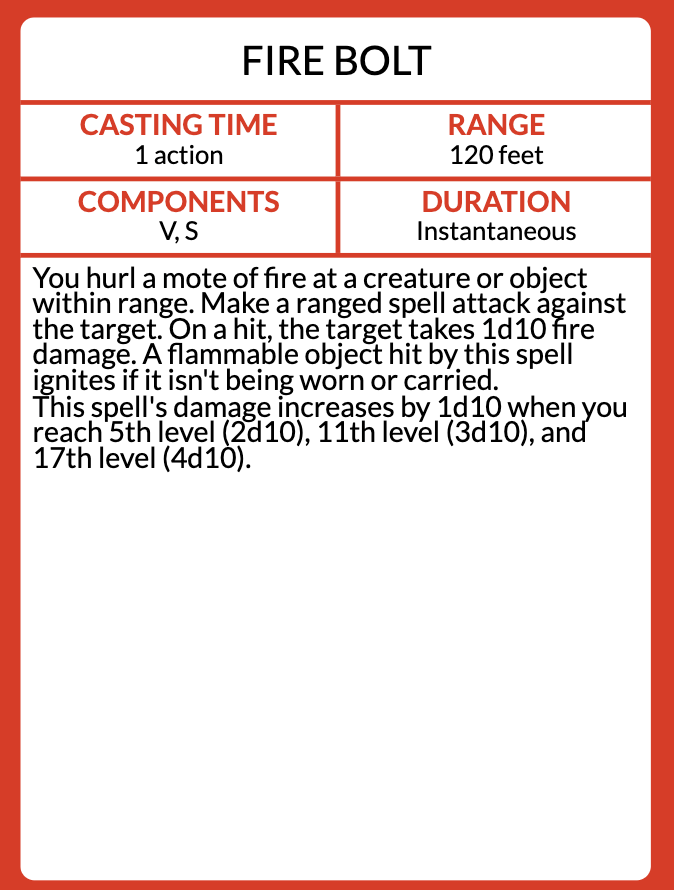 FIRE BOLT
CASTING TIME
1 action
RANGE
120 feet
COMPONENTS
V, S
DURATION
Instantaneous
You hurl a mote of fire at a creature or object
within range. Make a ranged spell attack against
the target. On a hit, the target takes 1d10 fire
damage. A flammable object hit by this spell
ignites if it isn't being worn or carried.
This spell's damage increases by 1d10 when you
reach 5th level (2d10), 11th level (3d10), and
17th level (4d10).